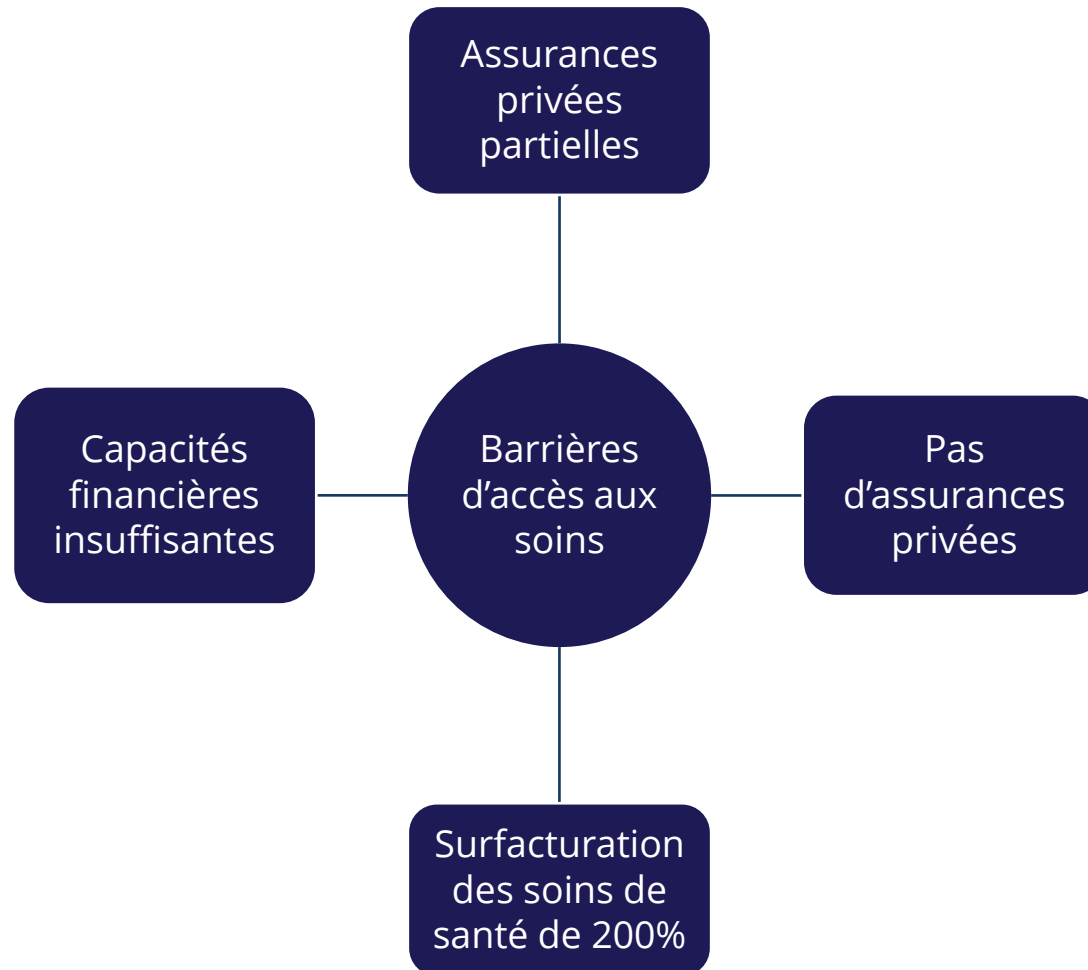 Assurances
privées
partielles
Capacités
financières
insuffisantes
Barrières
d’accès aux
soins
Pas
d’assurances
privées
Surfacturation
des soins de
santé de 200%